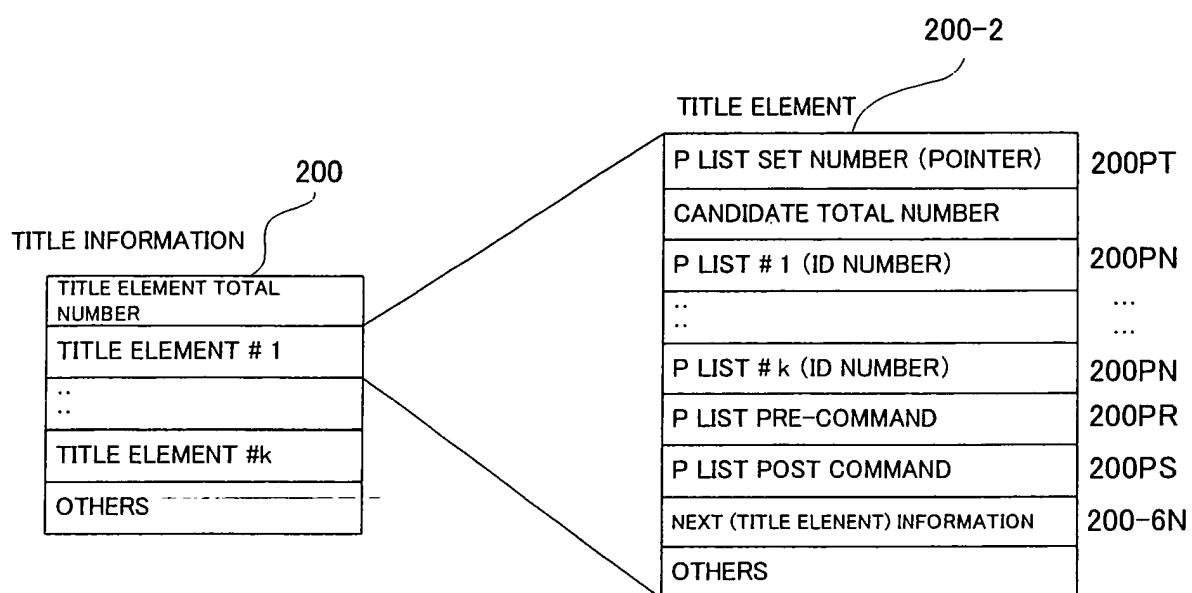 200-2
TITLE ELEMENT
P LIST SET NUMBER (POINTER) 200PT
CANDIDATE TOTAL NUMBER
P LIST # 1 (ID NUMBER) 200PN
:: ...
...
P LIST # k (ID NUMBER) 200PN
P LIST PRE-COMMAND 200PR
P LIST POST COMMAND 200PS
NEXT (TITLE ELENENT) INFORMATION 200-6N
OTHERS
200
TITLE INFORMATION
TITLE ELEMENT TOTAL
NUMBER
TITLE ELEMENT # 1
::
TITLE ELEMENT #k
OTHERS